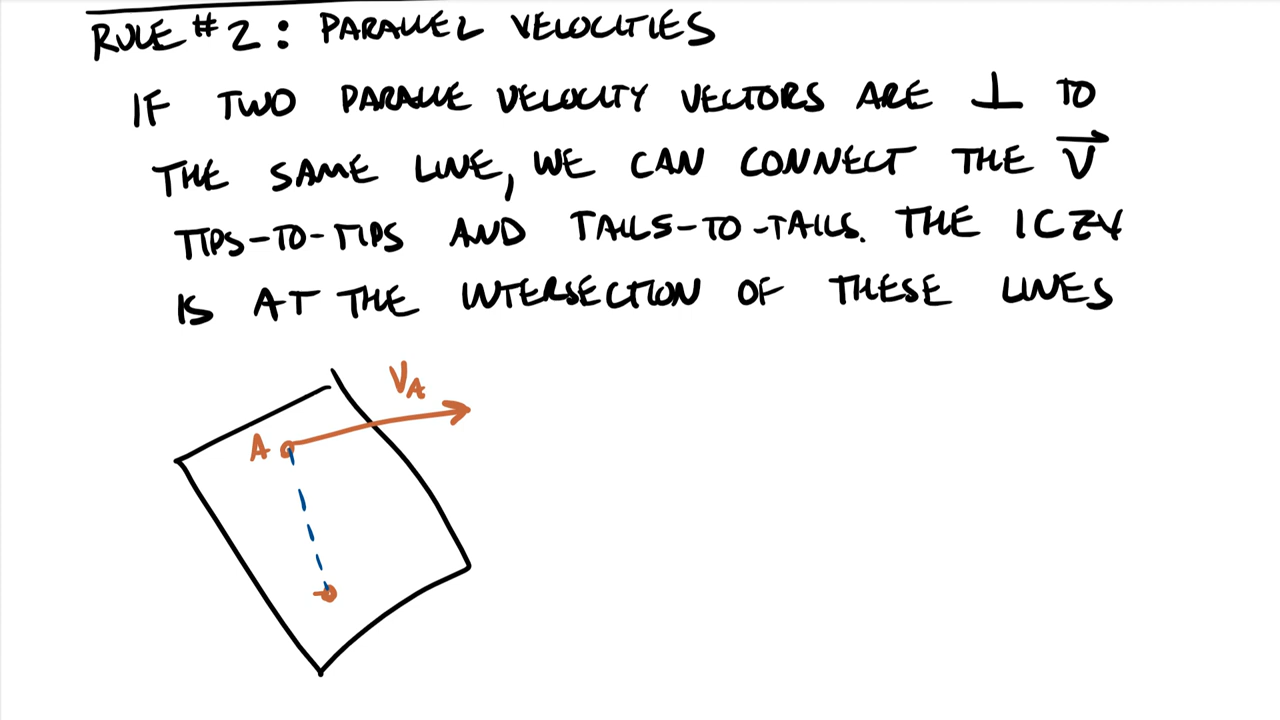 RULE #2: PARALLEL VELOCITIES
IF TWO PARALLE VELOCITY VECTORS ARE ⊥ TO
THE SAME LINE, WE CAN CONNECT THE V⃗
TIPS-TO-TIPS AND TAILS-TO-TAILS. THE ICZV
IS AT THE INTERSECTION OF THESE LINES
VA
A